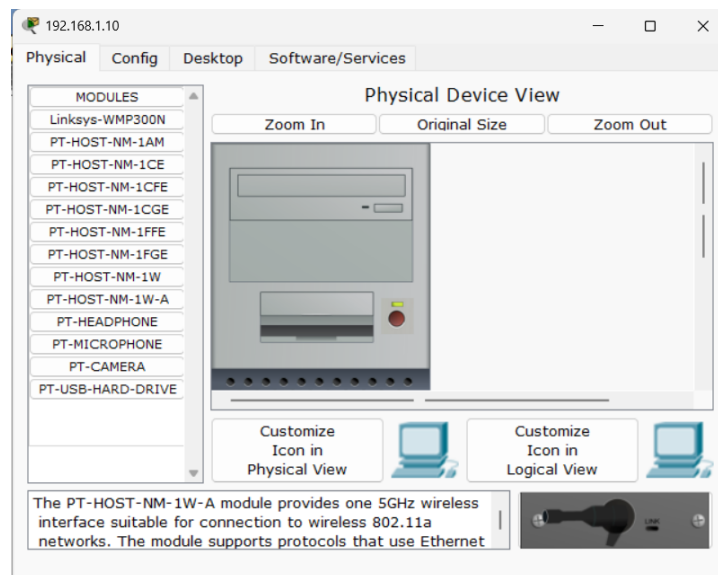 192.168.1.10
Physical Config Desktop Software/Services
MODULES
Linksys-WMP300N
PT-HOST-NM-1AM
PT-HOST-NM-1CE
PT-HOST-NM-1CFE
PT-HOST-NM-1CGE
PT-HOST-NM-1FFE
PT-HOST-NM-1FGE
PT-HOST-NM-1W
PT-HOST-NM-1W-A
PT-HEADPHONE
PT-MICROPHONE
PT-CAMERA
PT-USB-HARD-DRIVE
Physical Device View
Zoom In Original Size Zoom Out
Customize
Icon in
Physical View
Customize
Icon in
Logical View
The PT-HOST-NM-1W-A module provides one 5GHz wireless
interface suitable for connection to wireless 802.11a
networks. The module supports protocols that use Ethernet
LINK